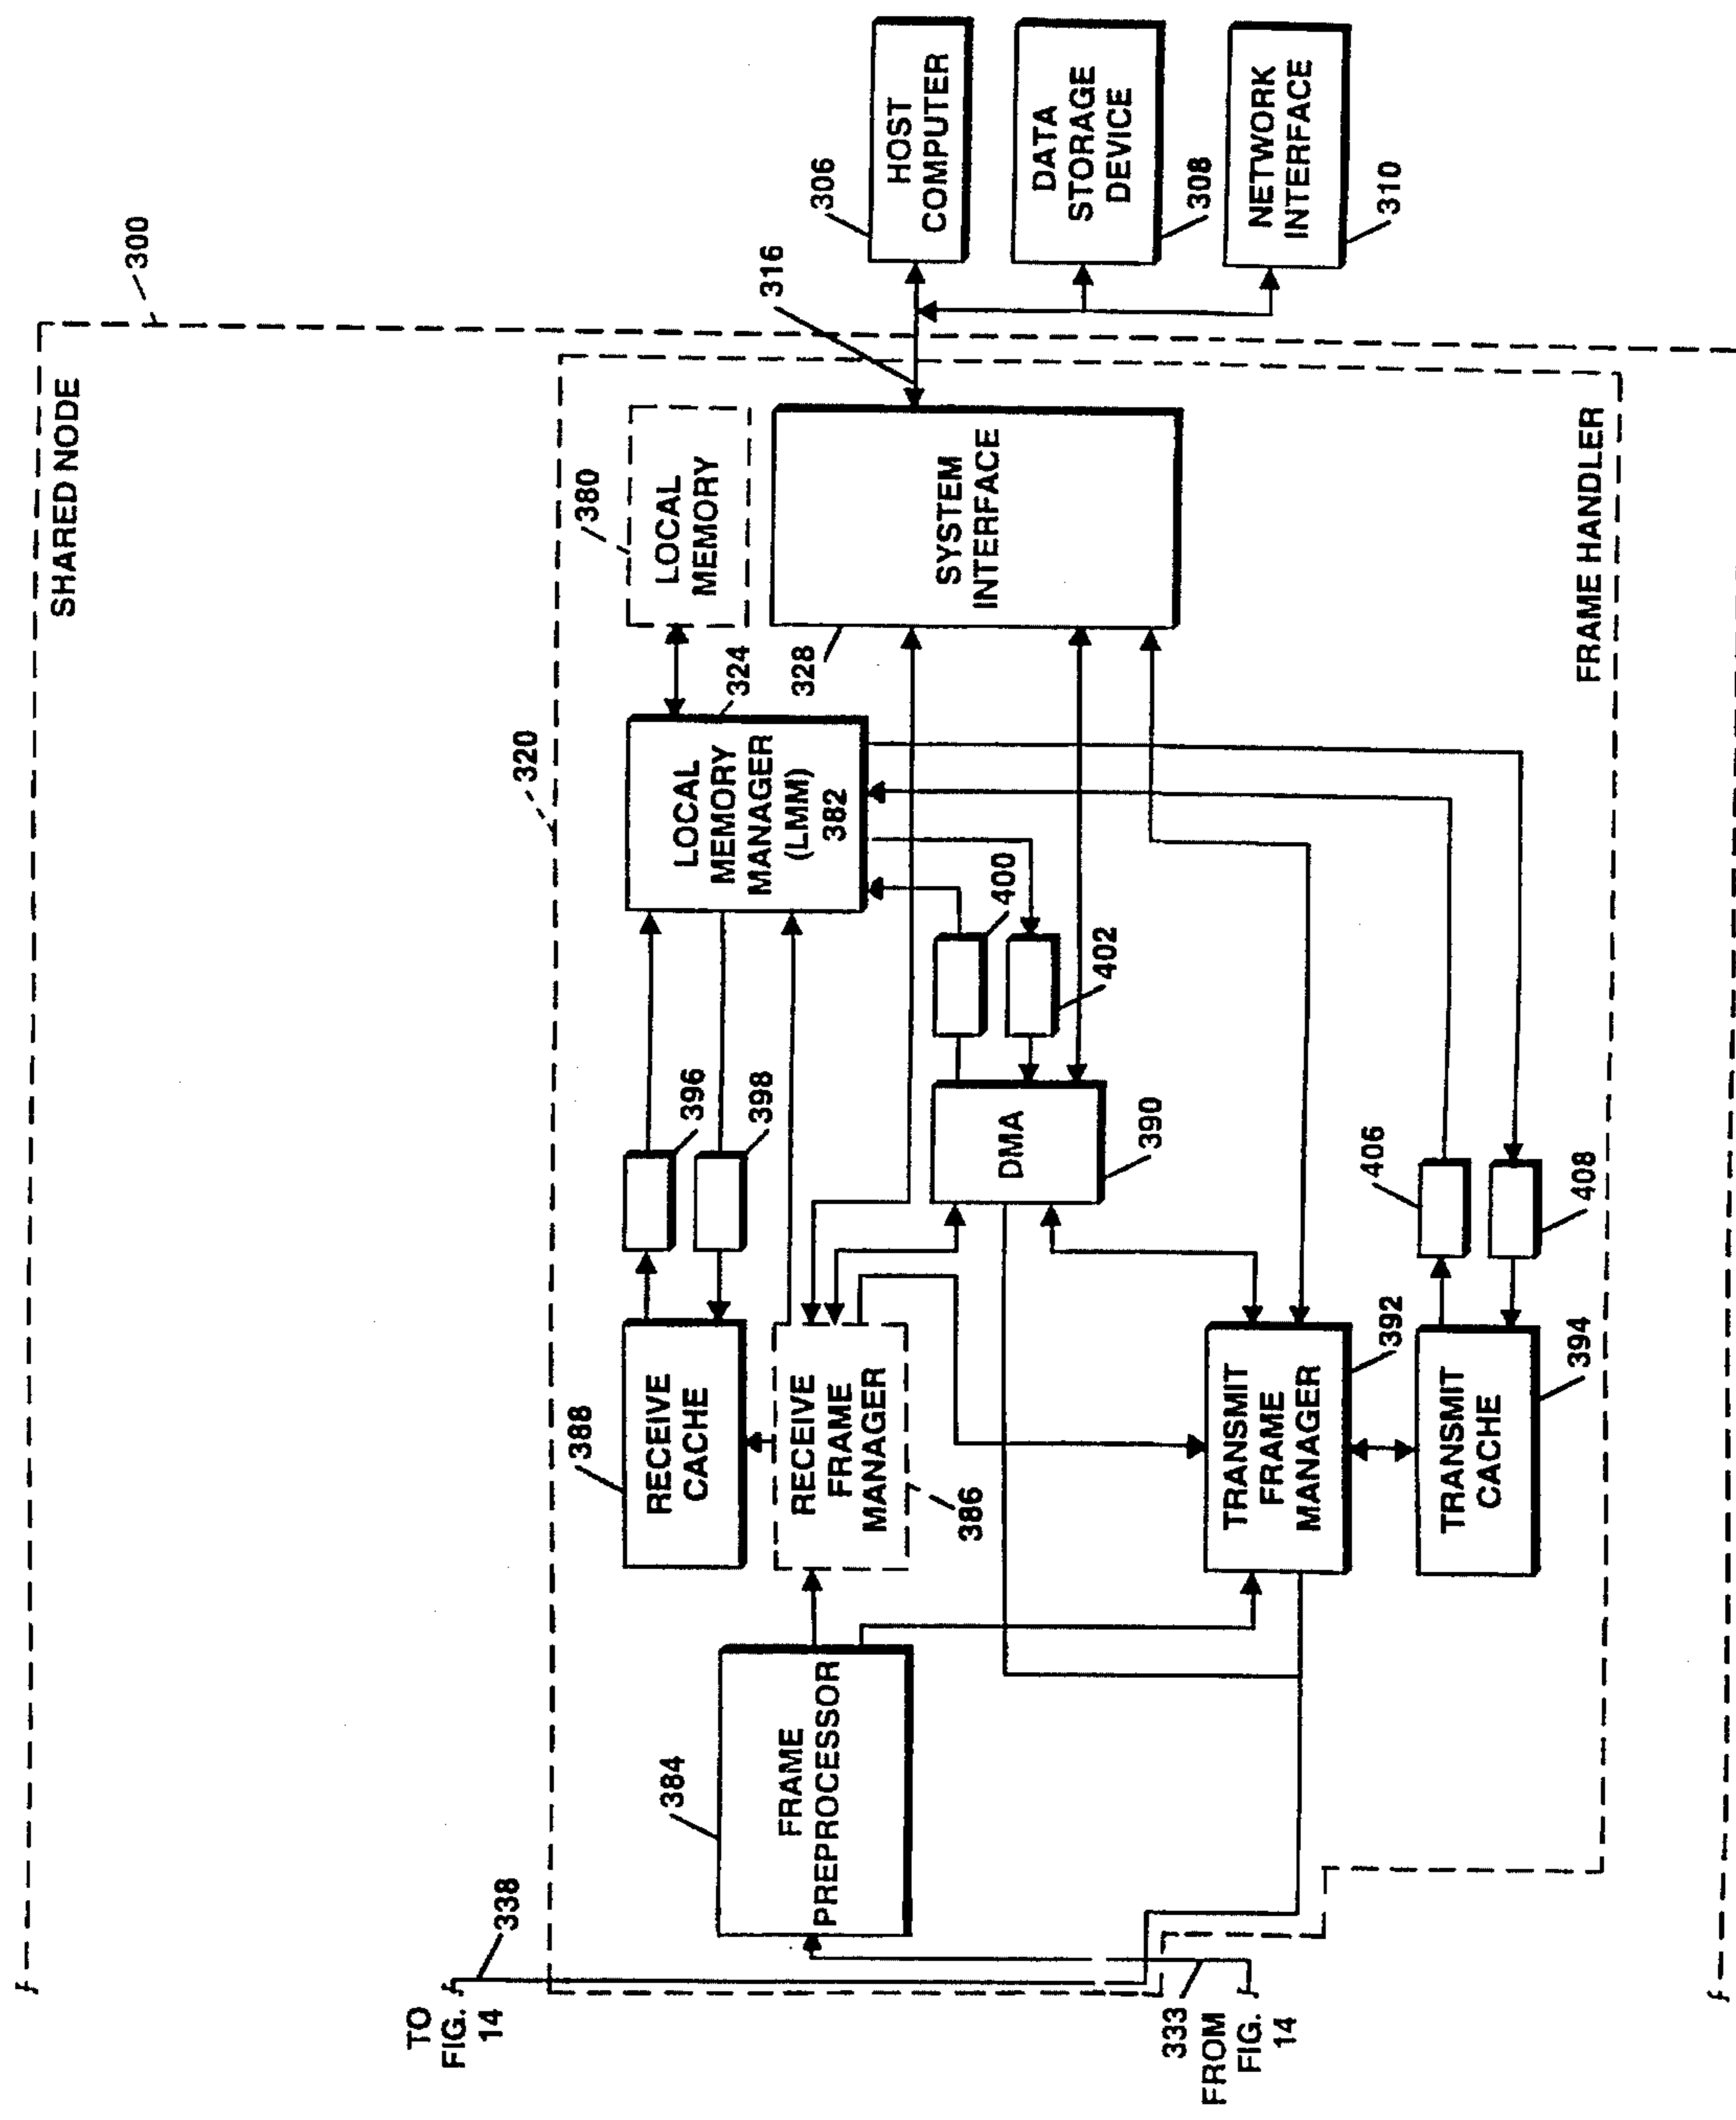 SHARED NODE
300
320
380
LOCAL
MEMORY
316
306
HOST
COMPUTER
DATA
STORAGE
DEVICE
308
NETWORK
INTERFACE
310
388
RECEIVE
CACHE
396
398
LOCAL
MEMORY
MANAGER
(LMM)
382
324
328
SYSTEM
INTERFACE
384
FRAME
PREPROCESSOR
RECEIVE
FRAME
MANAGER
386
DMA
390
400
402
TRANSMIT
FRAME
MANAGER
392
TRANSMIT
CACHE
394
406
408
FRAME HANDLER
TO
FIG.
14
338
333
FROM
FIG.
14